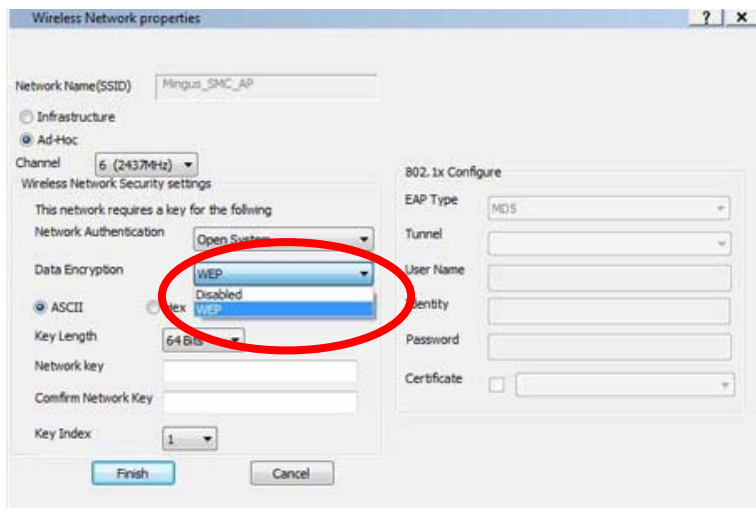 Wireless Network properties ? x
Network Name(SSID) Mingus_SMC_AP
Infrastructure
Ad-Hoc
Channel 6 (2437MHz)
Wireless Network Security settings
This network requires a key for the follwing
Network Authentication Open System
Data Encryption WEP
Disabled
WEP
ASCII Hex
Key Length 64 Bits
Network key
Comfirm Network Key
Key Index 1
Finish Cancel
802.1x Configure
EAP Type MD5
Tunnel
User Name
Identity
Password
Certificate